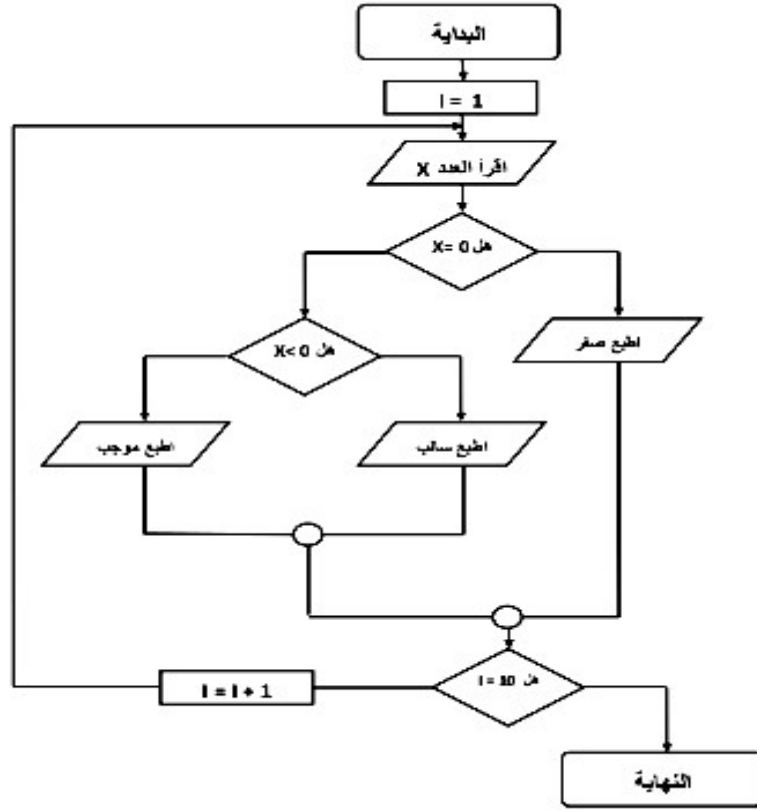 البداية
I = 1
اقرأ العدد X
هل X= 0
اطبع صفر
هل X< 0
اطبع سالب
اطبع موجب
هل I = 10
I = I + 1
النهاية